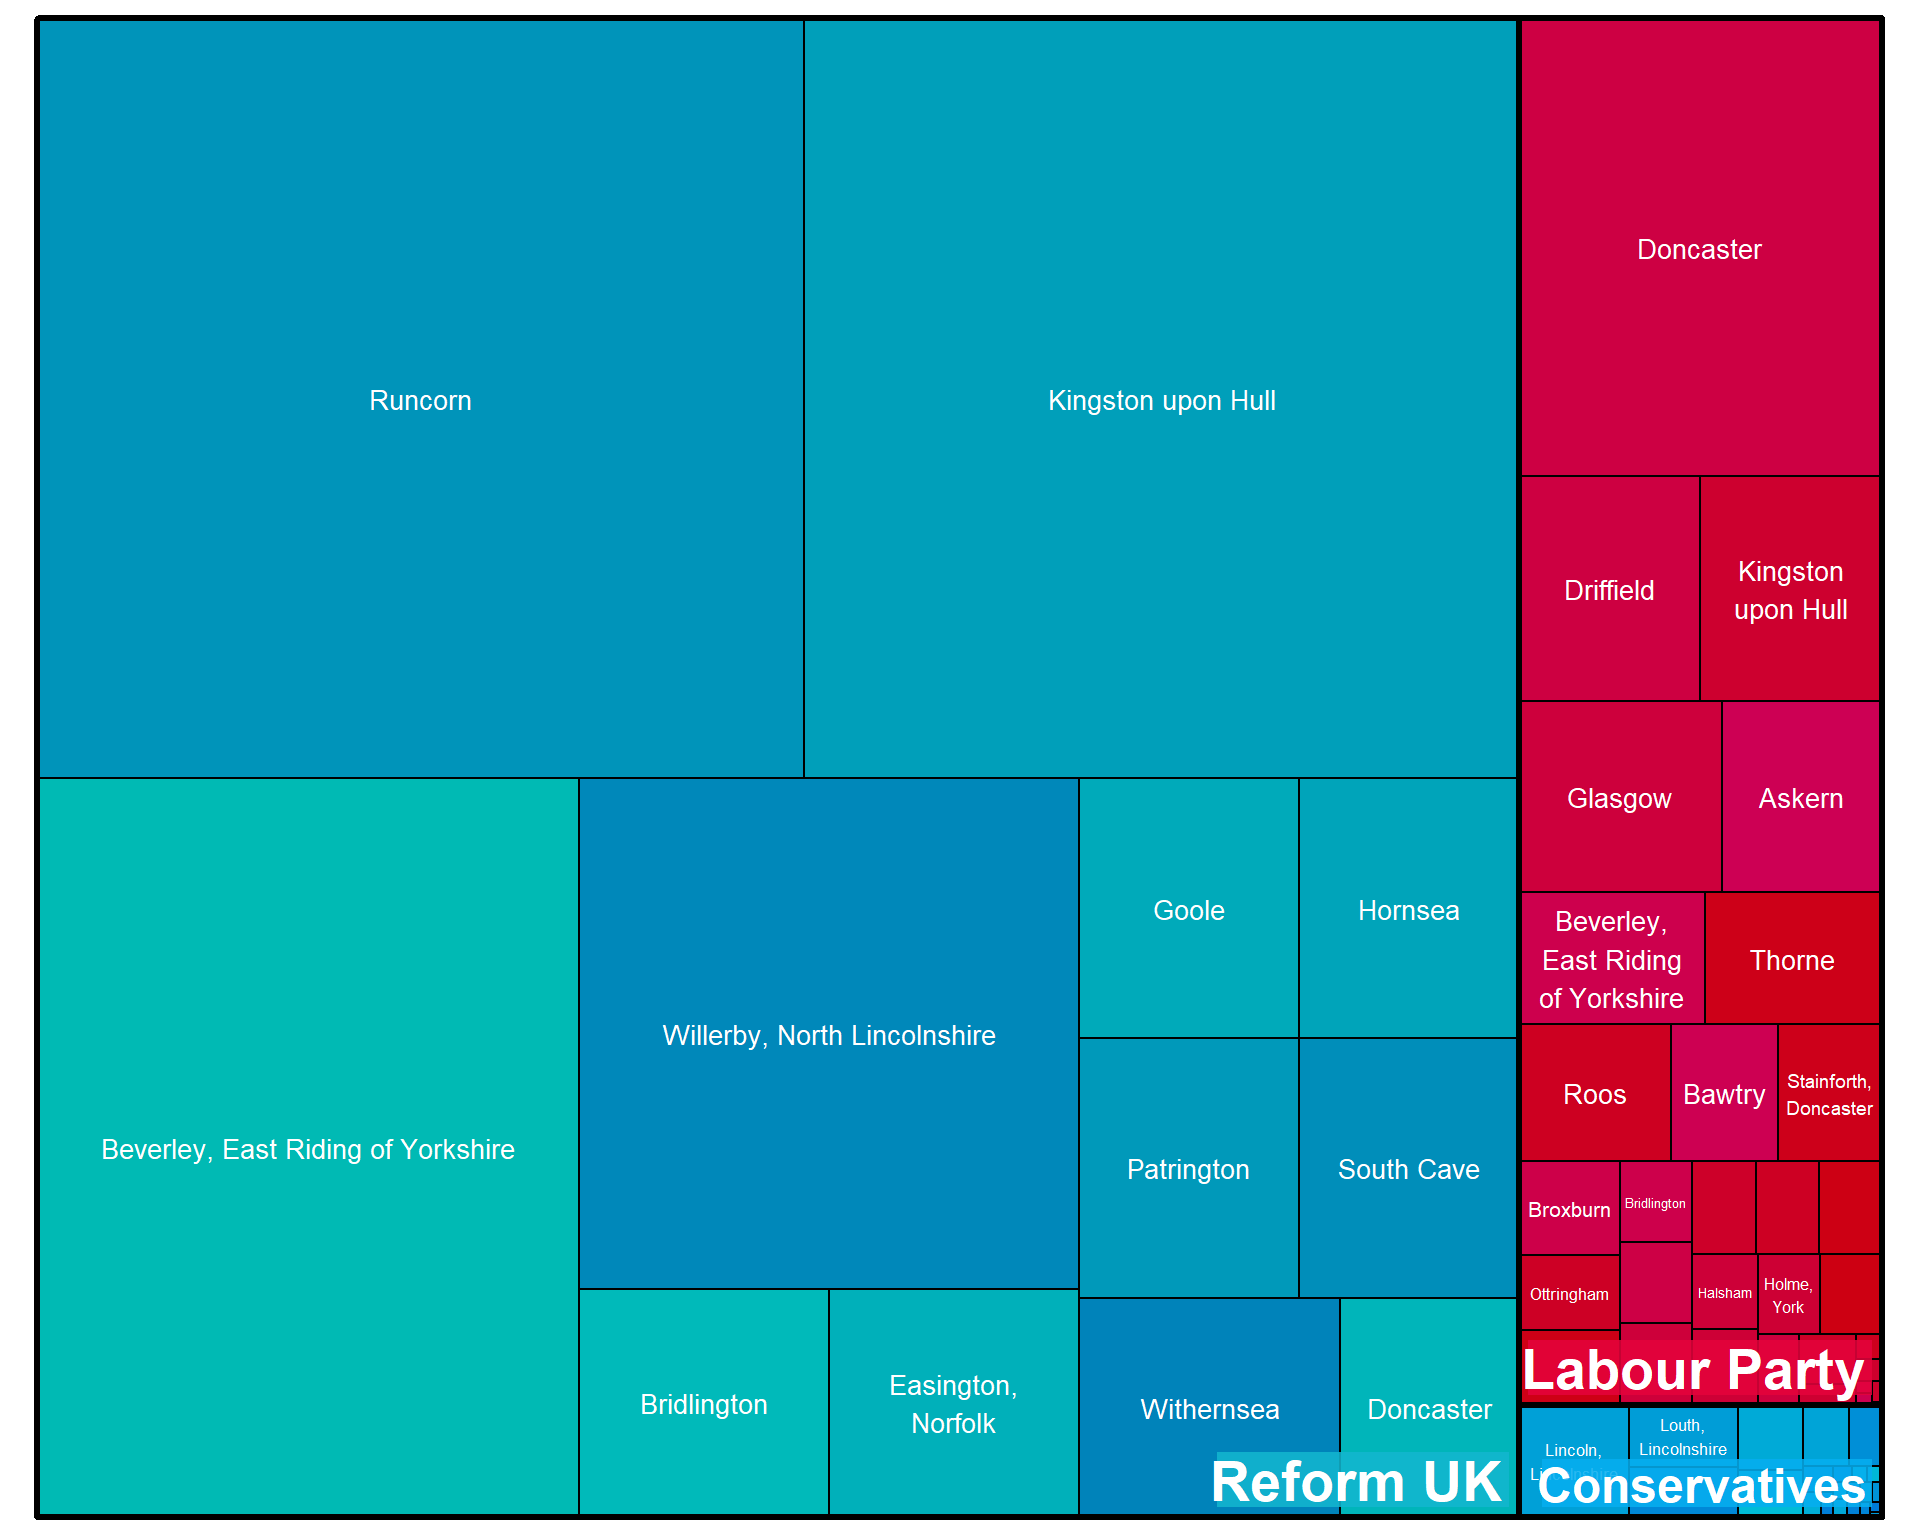 Runcorn
Kingston upon Hull
Beverley, East Riding of Yorkshire
Willerby, North Lincolnshire
Goole
Hornsea
Patrington
South Cave
Bridlington
Easington,
Norfolk
Withernsea
Doncaster
Reform UK
Doncaster
Driffield
Kingston
upon Hull
Glasgow
Askern
Beverley,
East Riding
of Yorkshire
Thorne
Roos
Bawtry
Stainforth,
Doncaster
Broxburn
Bridlington
Ottringham
Halsham
Holme,
York
Labour Party
Lincoln,
Louth,
Lincolnshire
Conservatives